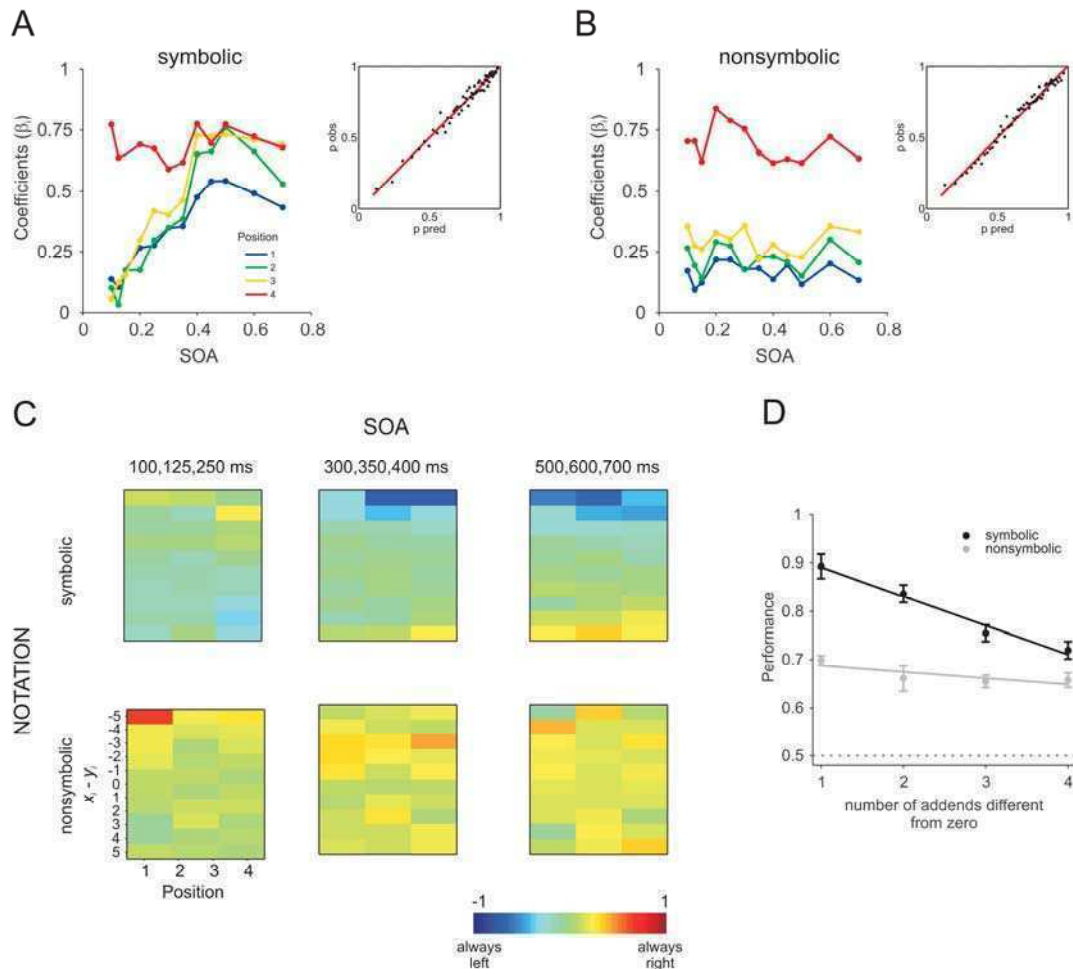 A
symbolic
1
0.75
0.5
0.25
0
Coefficients (βi)
0 0.2 0.4 0.6 0.8
SOA
Position
1
2
3
4
1
0.5
0
p obs
0.5 1
p pred
B
nonsymbolic
1
0.75
0.5
0.25
0
Coefficients (βi)
0 0.2 0.4 0.6 0.8
SOA
1
0.5
0
p obs
0.5 1
p pred
C
SOA
100,125,250 ms 300,350,400 ms 500,600,700 ms
NOTATION
symbolic
nonsymbolic
xi - yi
-5
-4
-3
-2
-1
0
1
2
3
4
5
1 2 3 4
Position
-1 1
always left
always right
D
symbolic
nonsymbolic
1
0.9
0.8
0.7
0.6
0.5
Performance
1 2 3 4
number of addends different
from zero